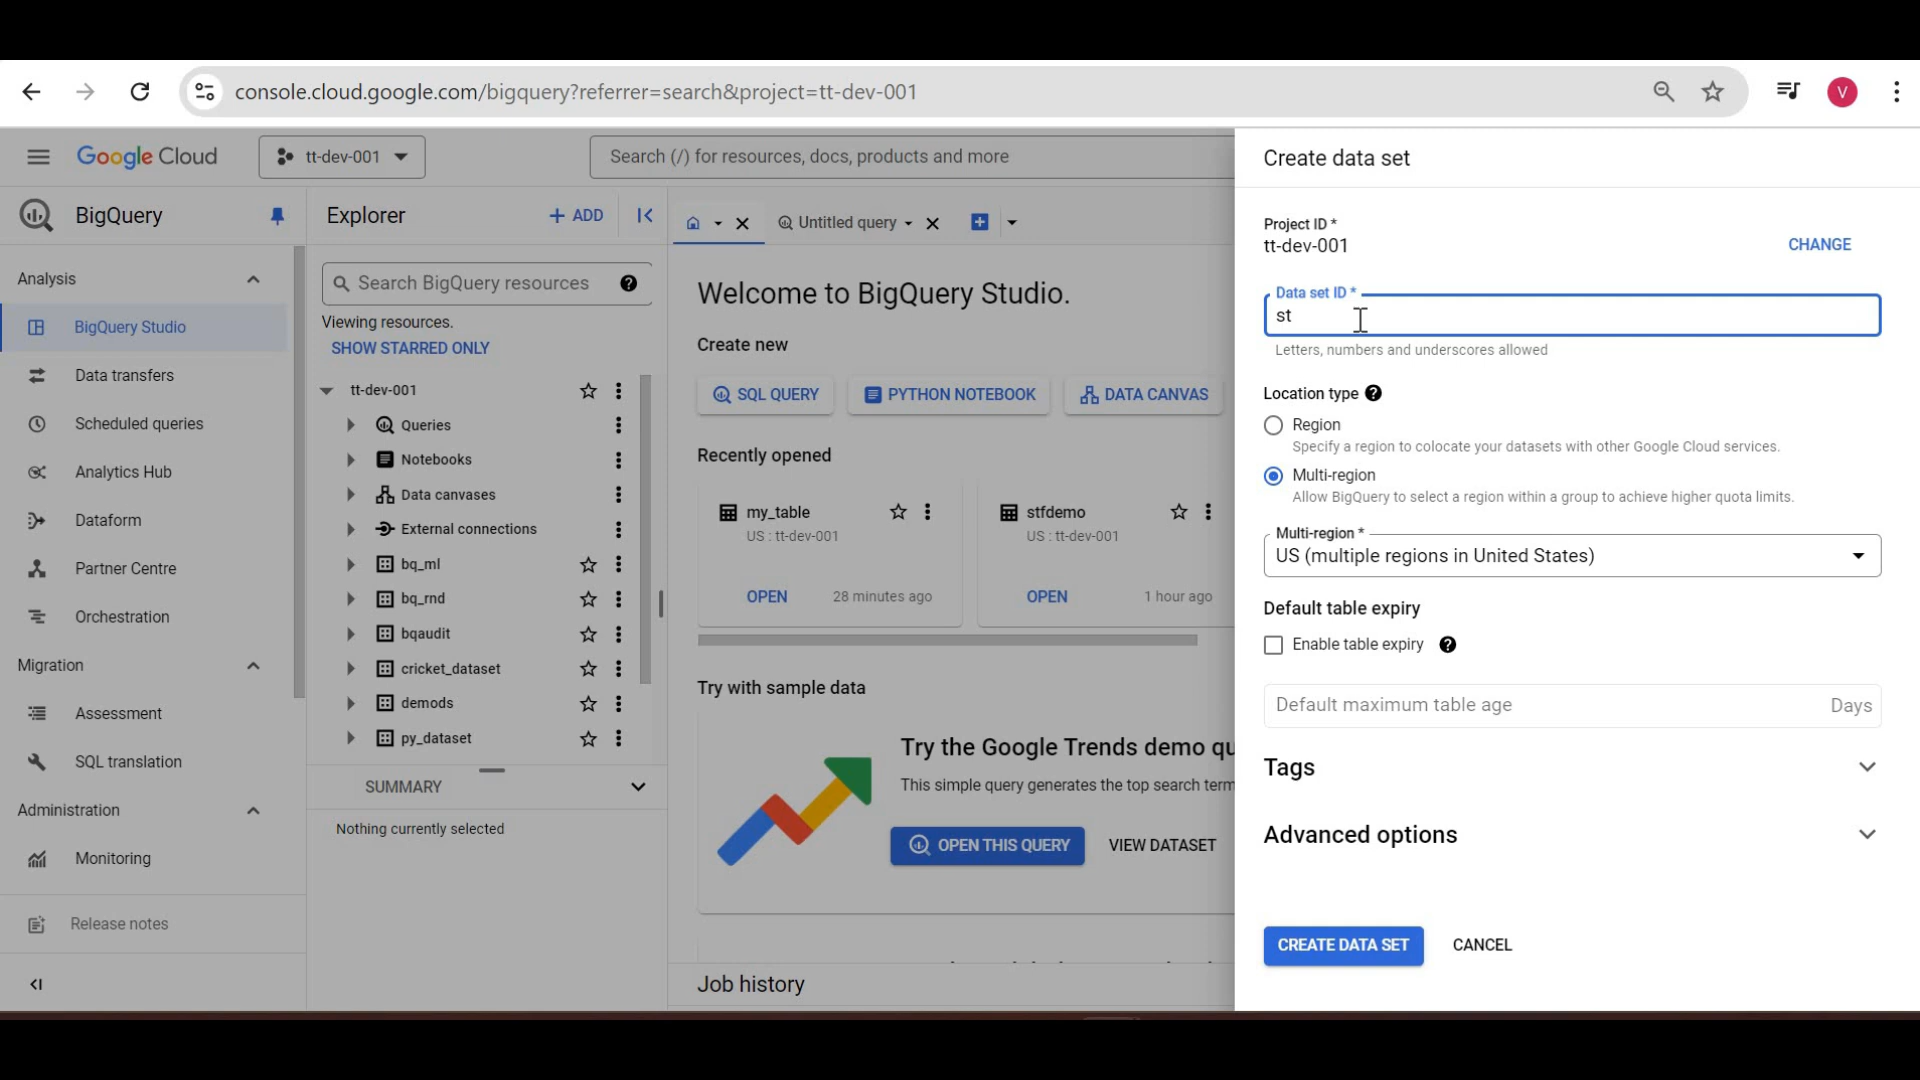 console.cloud.google.com/bigquery?referrer=search&project=tt-dev-001
V
Google Cloud
tt-dev-001
Search (/) for resources, docs, products and more
BigQuery
Analysis
BigQuery Studio
Data transfers
Scheduled queries
Analytics Hub
Dataform
Partner Centre
Orchestration
Migration
Assessment
SQL translation
Administration
Monitoring
Release notes
Explorer
+ ADD
Search BigQuery resources
Viewing resources.
SHOW STARRED ONLY
tt-dev-001
Queries
Notebooks
Data canvases
External connections
bq_ml
bq_rnd
bqaudit
cricket_dataset
demods
py_dataset
SUMMARY
Nothing currently selected
Untitled query
Welcome to BigQuery Studio.
Create new
SQL QUERY
PYTHON NOTEBOOK
DATA CANVAS
Recently opened
my_table
US : tt-dev-001
OPEN
28 minutes ago
stfdemo
US : tt-dev-001
OPEN
1 hour ago
Try with sample data
Try the Google Trends demo qu
This simple query generates the top search term
OPEN THIS QUERY
VIEW DATASET
Job history
Create data set
Project ID *
tt-dev-001
CHANGE
Data set ID *
st
Letters, numbers and underscores allowed
Location type
Region
Specify a region to colocate your datasets with other Google Cloud services.
Multi-region
Allow BigQuery to select a region within a group to achieve higher quota limits.
Multi-region *
US (multiple regions in United States)
Default table expiry
Enable table expiry
Default maximum table age
Days
Tags
Advanced options
CREATE DATA SET
CANCEL